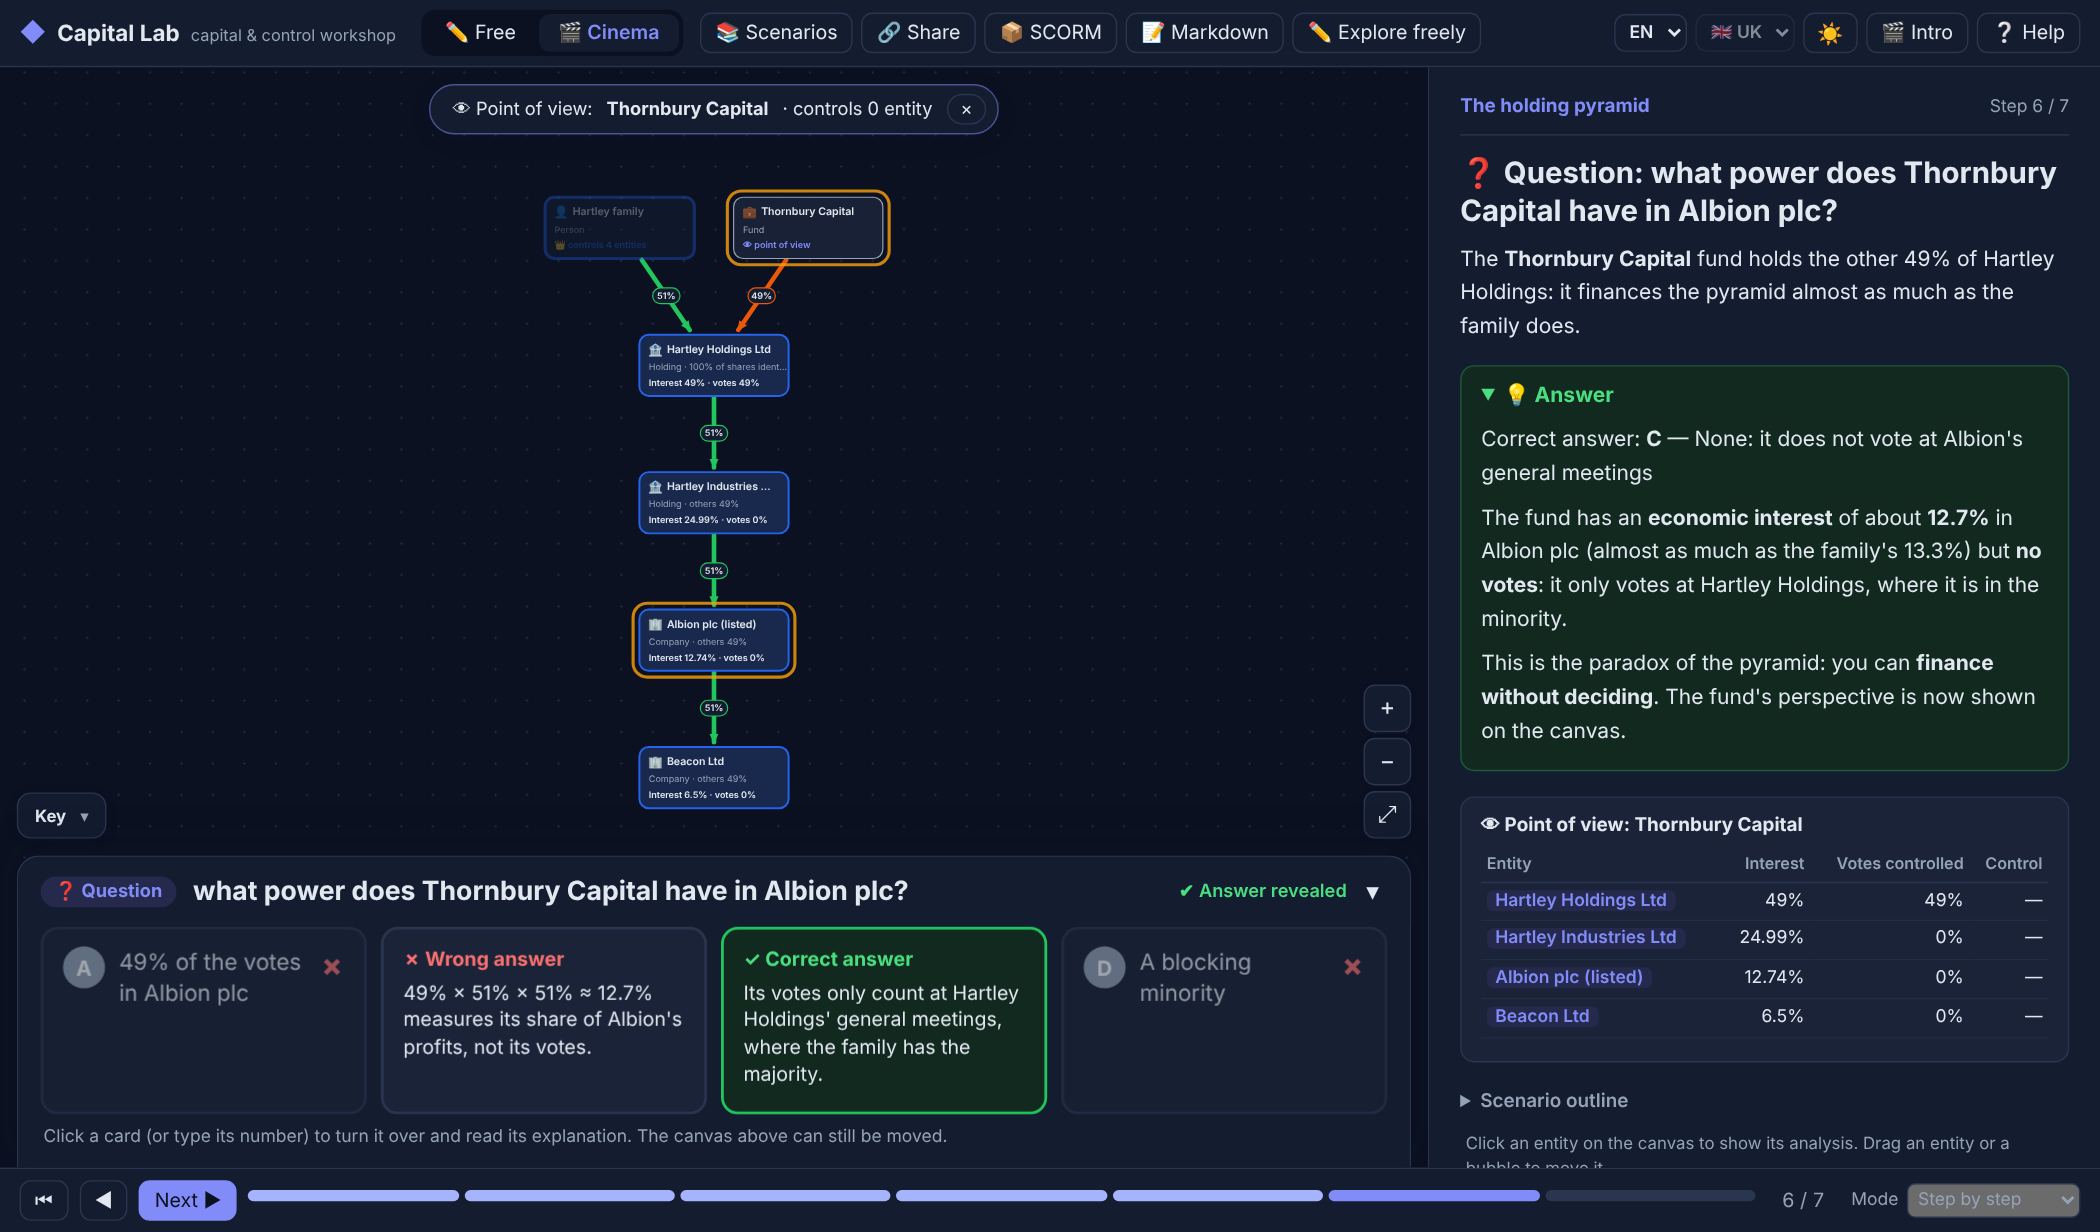 Capital Lab capital & control workshop
Free
Cinema
Scenarios
Share
SCORM
Markdown
Explore freely
EN
UK
Intro
Help
Point of view: Thornbury Capital · controls 0 entity ×
Hartley family
Person
controls 4 entities
Thornbury Capital
Fund
point of view
51%
49%
Hartley Holdings Ltd
Holding · 100% of shares ident...
Interest 49% · votes 49%
51%
Hartley Industries ...
Holding · others 49%
Interest 24.99% · votes 0%
51%
Albion plc (listed)
Company · others 49%
Interest 12.74% · votes 0%
51%
Beacon Ltd
Company · others 49%
Interest 6.5% · votes 0%
+
−
Key
Question what power does Thornbury Capital have in Albion plc?
✔ Answer revealed
A 49% of the votes
in Albion plc
× Wrong answer
49% × 51% × 51% ≈ 12.7%
measures its share of Albion's
profits, not its votes.
✓ Correct answer
Its votes only count at Hartley
Holdings' general meetings,
where the family has the
majority.
D A blocking
minority
Click a card (or type its number) to turn it over and read its explanation. The canvas above can still be moved.
The holding pyramid
Step 6 / 7
Question: what power does Thornbury
Capital have in Albion plc?
The Thornbury Capital fund holds the other 49% of Hartley
Holdings: it finances the pyramid almost as much as the
family does.
Answer
Correct answer: C — None: it does not vote at Albion's
general meetings
The fund has an economic interest of about 12.7% in
Albion plc (almost as much as the family's 13.3%) but no
votes: it only votes at Hartley Holdings, where it is in the
minority.
This is the paradox of the pyramid: you can finance
without deciding. The fund's perspective is now shown
on the canvas.
Point of view: Thornbury Capital
Entity Interest Votes controlled Control
Hartley Holdings Ltd 49% 49% —
Hartley Industries Ltd 24.99% 0% —
Albion plc (listed) 12.74% 0% —
Beacon Ltd 6.5% 0% —
Scenario outline
Click an entity on the canvas to show its analysis. Drag an entity or a
bubble to move it
Next
6 / 7
Mode
Step by step